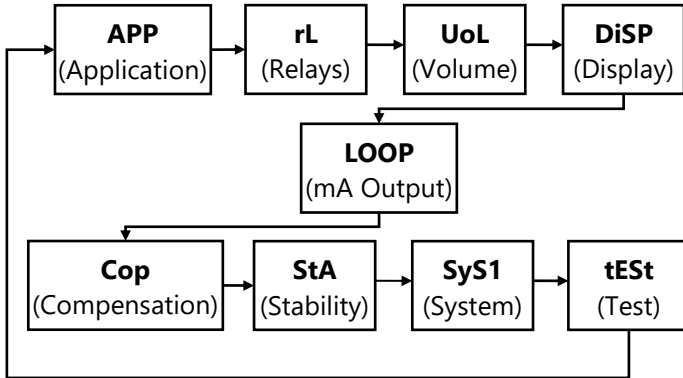 APP
(Application)
rL
(Relays)
UoL
(Volume)
DiSP
(Display)
LOOP
(mA Output)
Cop
(Compensation)
StA
(Stability)
SyS1
(System)
tESt
(Test)